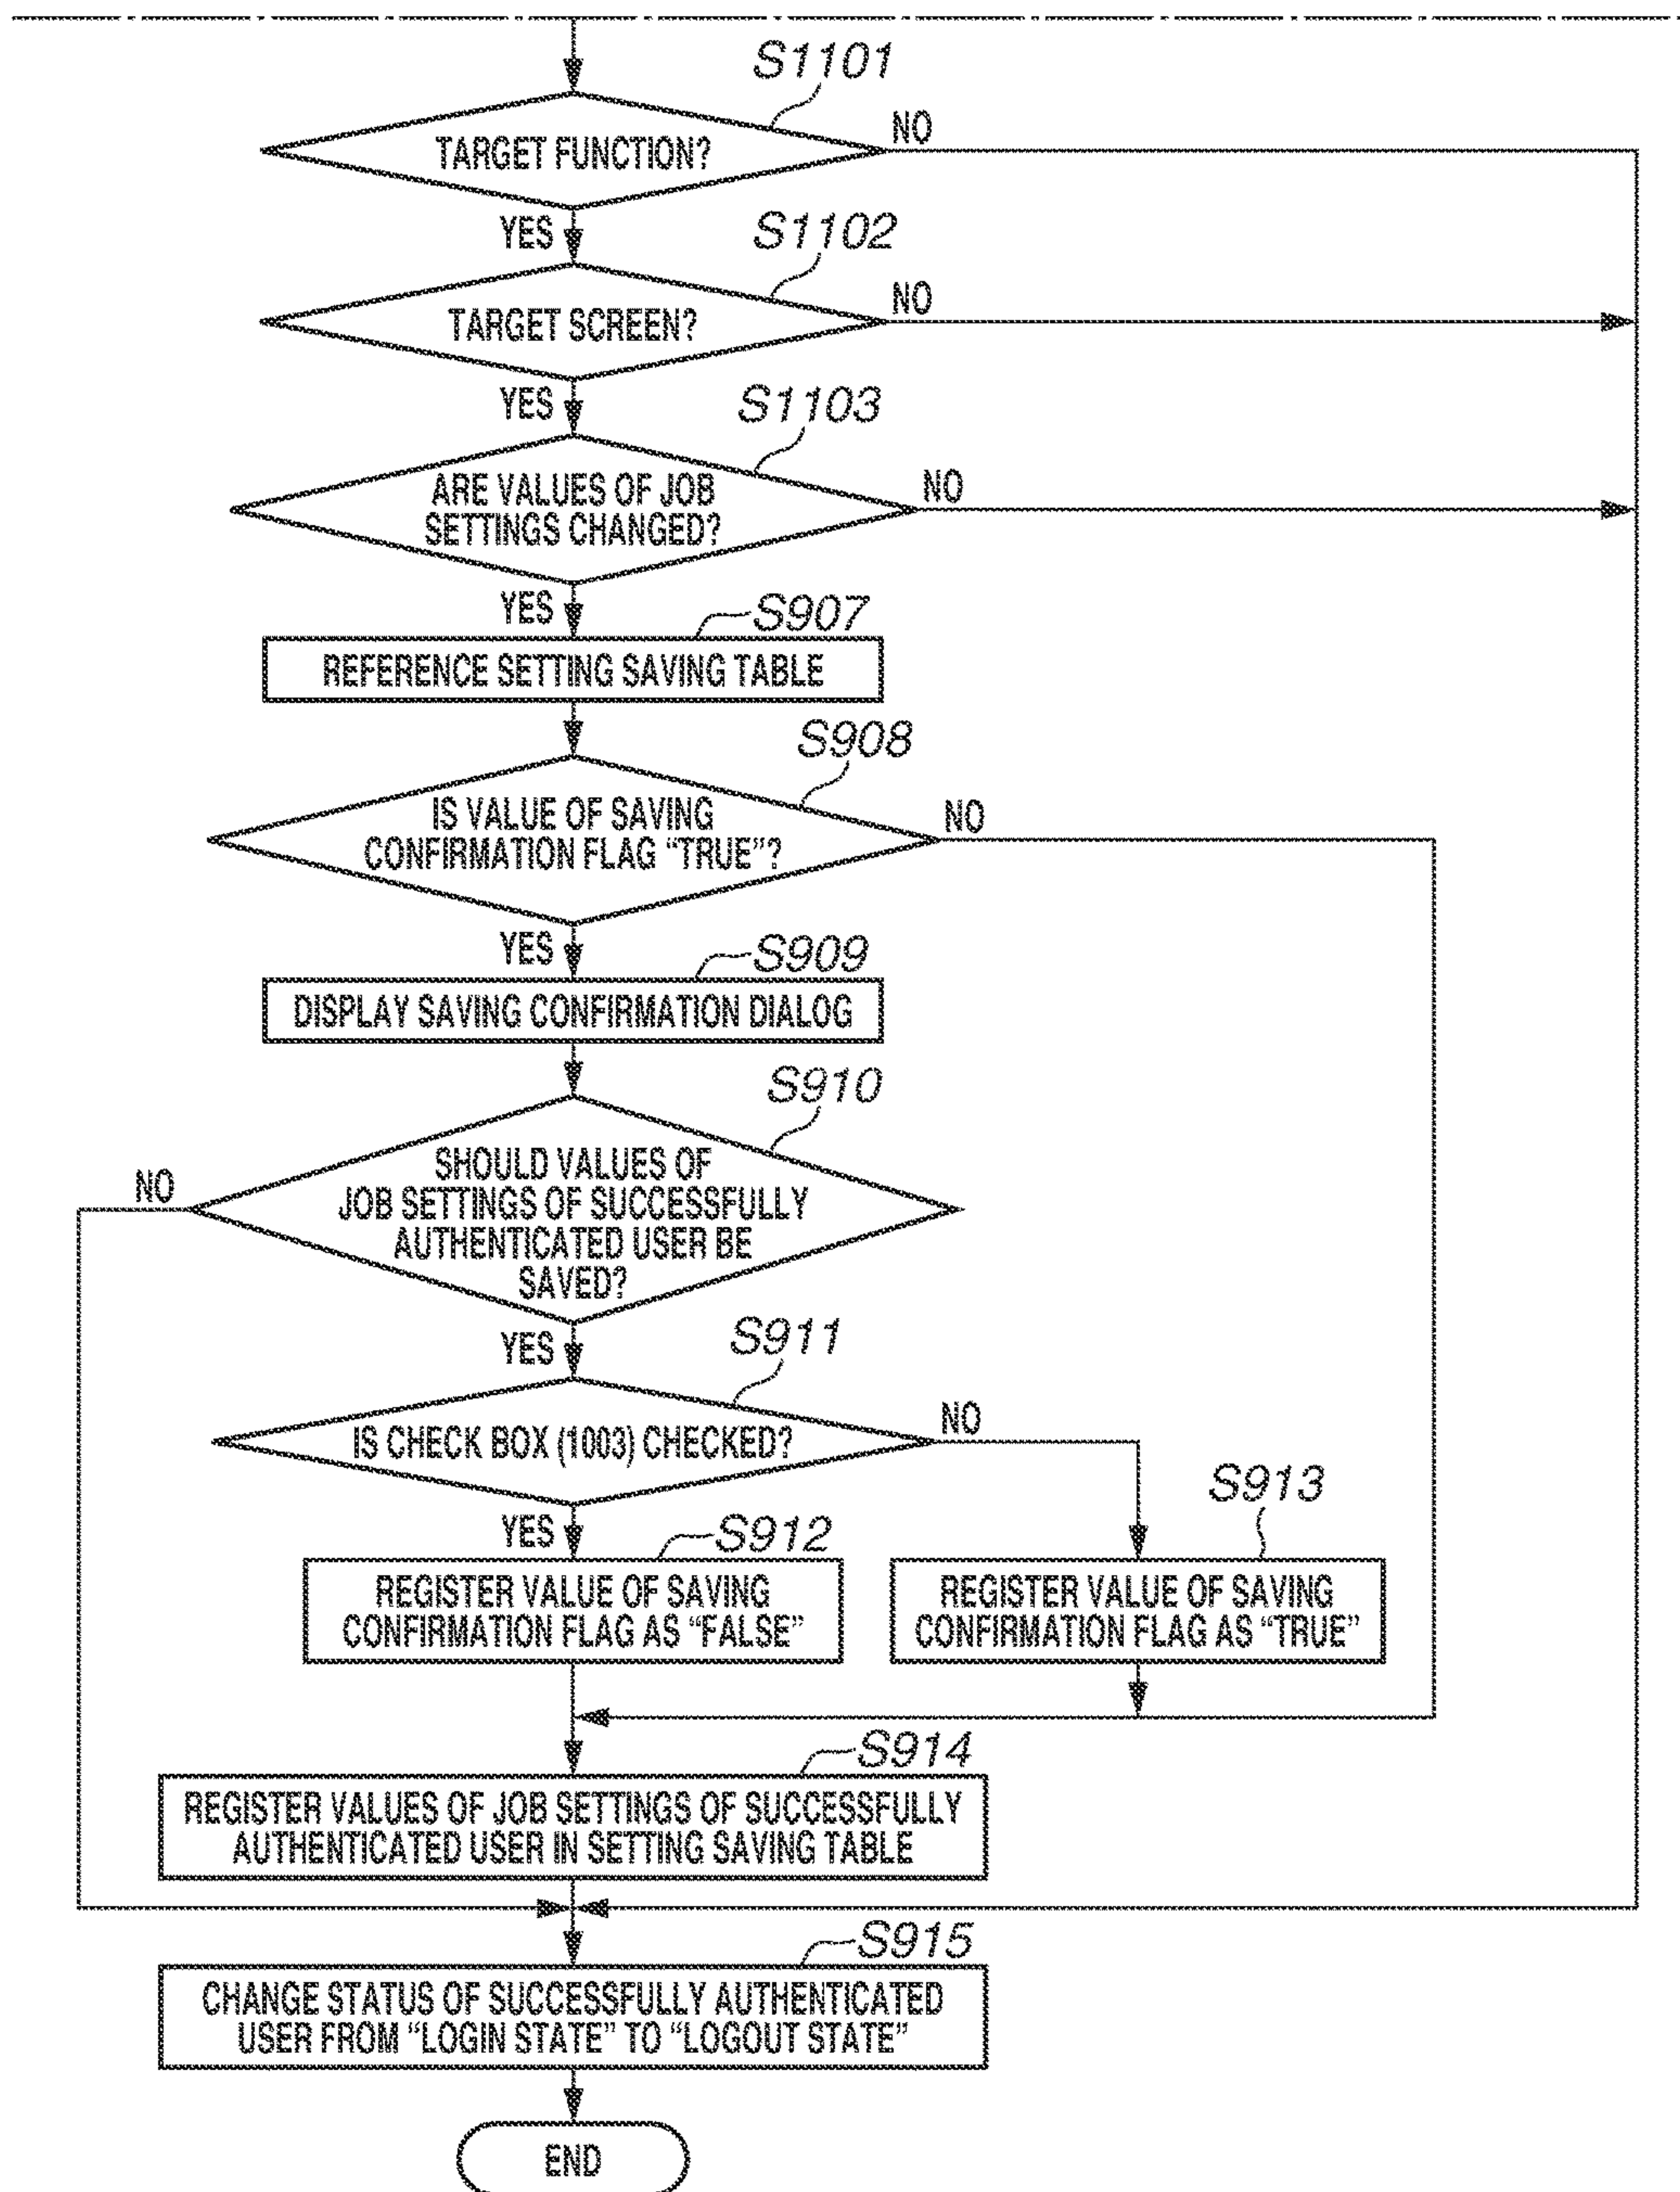 S1101
TARGET FUNCTION?
NO
YES
S1102
TARGET SCREEN?
NO
YES
S1103
ARE VALUES OF JOB
SETTINGS CHANGED?
NO
YES
S907
REFERENCE SETTING SAVING TABLE
S908
IS VALUE OF SAVING
CONFIRMATION FLAG “TRUE”?
NO
YES
S909
DISPLAY SAVING CONFIRMATION DIALOG
S910
SHOULD VALUES OF
JOB SETTINGS OF SUCCESSFULLY
AUTHENTICATED USER BE
SAVED?
NO
YES
S911
IS CHECK BOX (1003) CHECKED?
NO
YES
S912
REGISTER VALUE OF SAVING
CONFIRMATION FLAG AS “FALSE”
S913
REGISTER VALUE OF SAVING
CONFIRMATION FLAG AS “TRUE”
S914
REGISTER VALUES OF JOB SETTINGS OF SUCCESSFULLY
AUTHENTICATED USER IN SETTING SAVING TABLE
S915
CHANGE STATUS OF SUCCESSFULLY AUTHENTICATED
USER FROM “LOGIN STATE” TO “LOGOUT STATE”
END